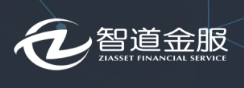 智道金服
ZIASSET FINANCIAL SERVICE